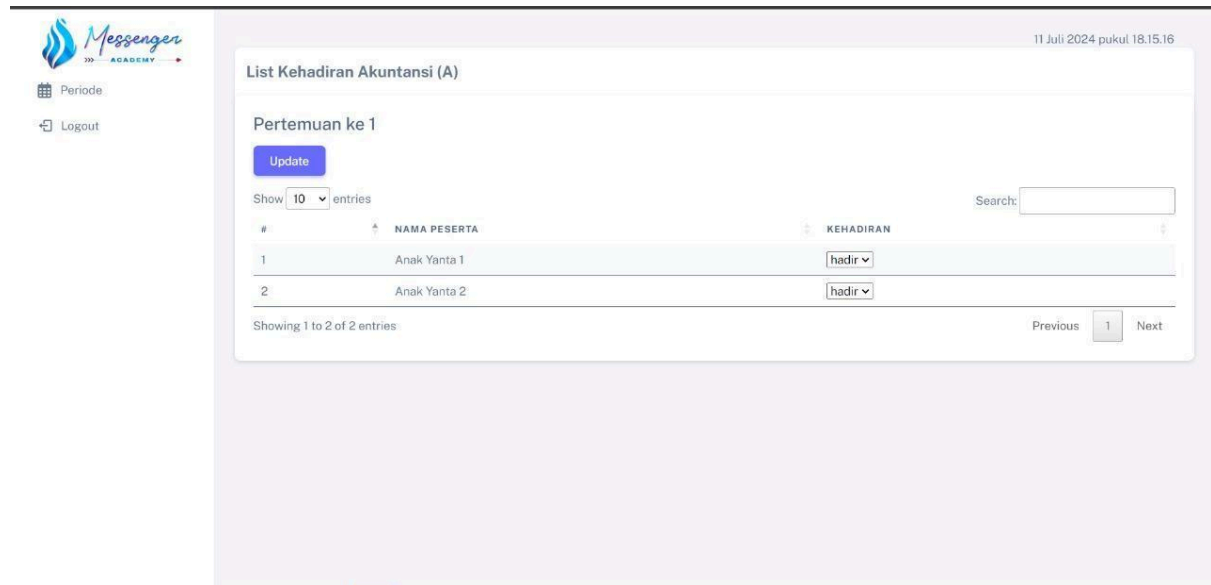 Messenger
ACADEMY
11 Juli 2024 pukul 18.15.16
Periode
Logout
List Kehadiran Akuntansi (A)
Pertemuan ke 1
Update
Show 10 entries
Search:
# NAMA PESERTA KEHADIRAN
1 Anak Yanta 1 hadir
2 Anak Yanta 2 hadir
Showing 1 to 2 of 2 entries
Previous 1 Next